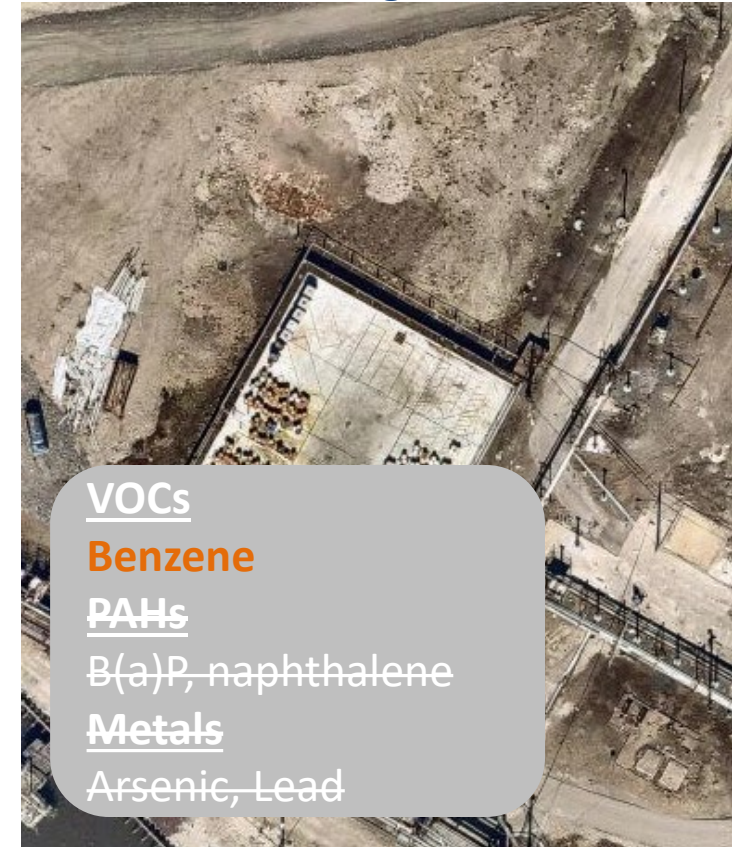 VOCs
Benzene
PAHs
B(a)P, naphthalene
Metals
Arsenic, Lead